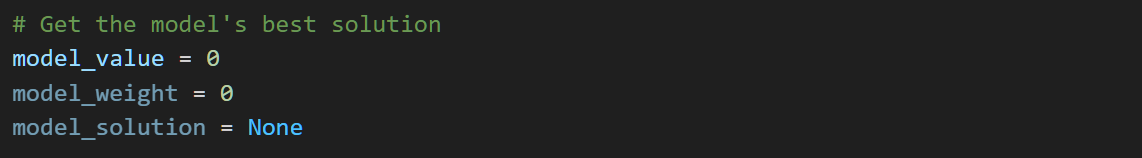 # Get the model's best solution
model_value = 0
model_weight = 0
model_solution = None